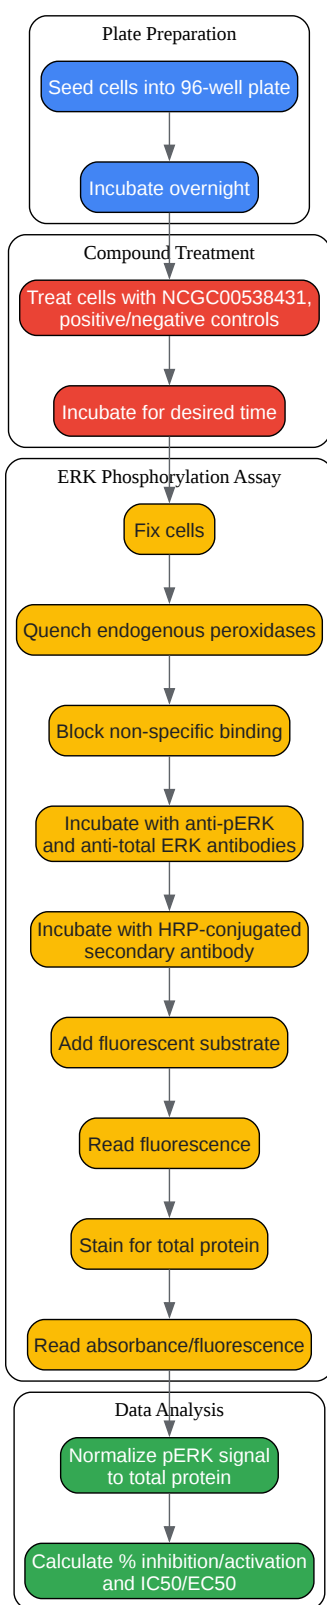 Plate Preparation
Seed cells into 96-well plate
Incubate overnight
Compound Treatment
Treat cells with NCGC00538431,
positive/negative controls
Incubate for desired time
ERK Phosphorylation Assay
Fix cells
Quench endogenous peroxidases
Block non-specific binding
Incubate with anti-pERK
and anti-total ERK antibodies
Incubate with HRP-conjugated
secondary antibody
Add fluorescent substrate
Read fluorescence
Stain for total protein
Read absorbance/fluorescence
Data Analysis
Normalize pERK signal
to total protein
Calculate % inhibition/activation
and IC50/EC50